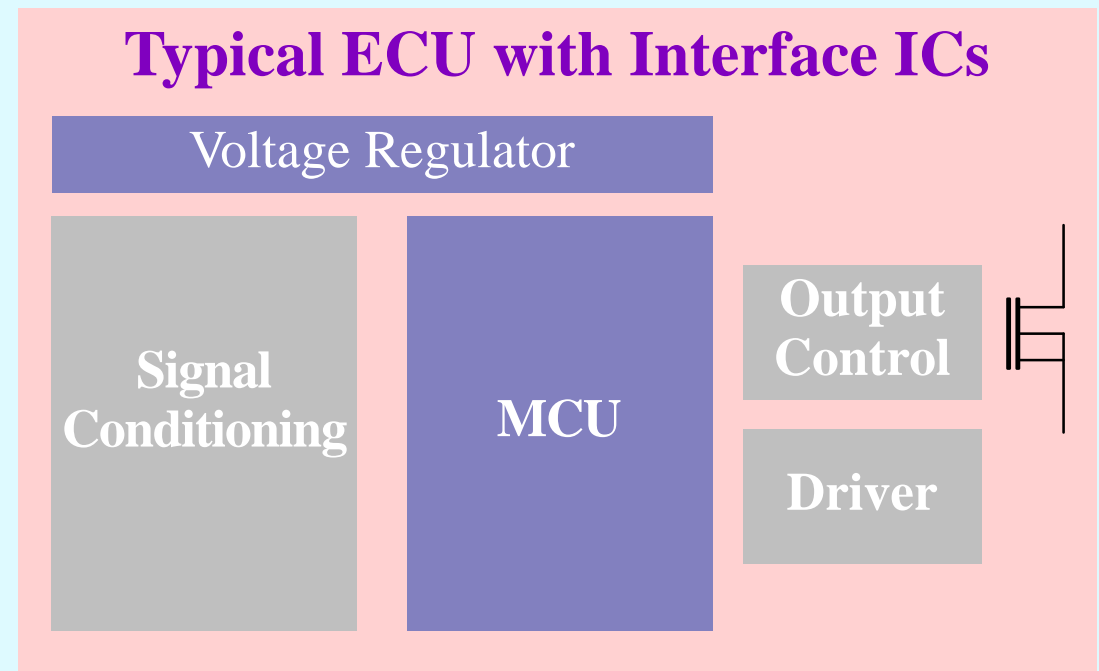 Typical ECU with Interface ICs
Voltage Regulator
Signal
Conditioning
MCU
Output
Control
Driver